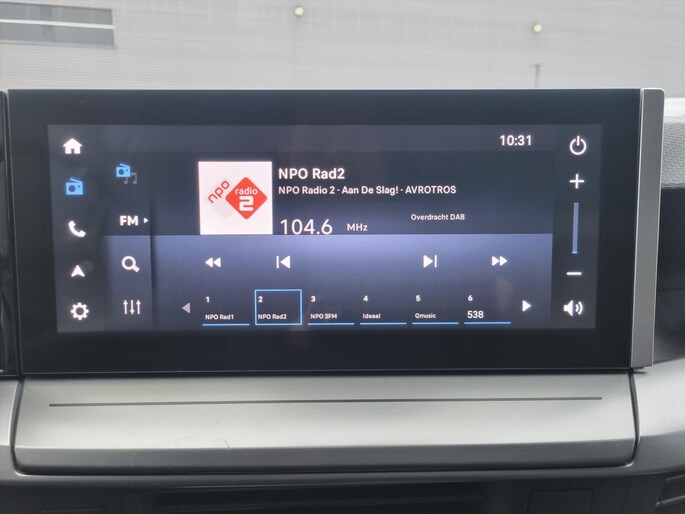 10:31
npo
radio
2
NPO Rad2
NPO Radio 2 - Aan De Slag! - AVROTROS
FM
104.6 MHz
Overdracht DAB
1 2 3 4 5 6
NPO Rad1 NPO Rad2 NPO 3FM Ideaal Qmusic 538